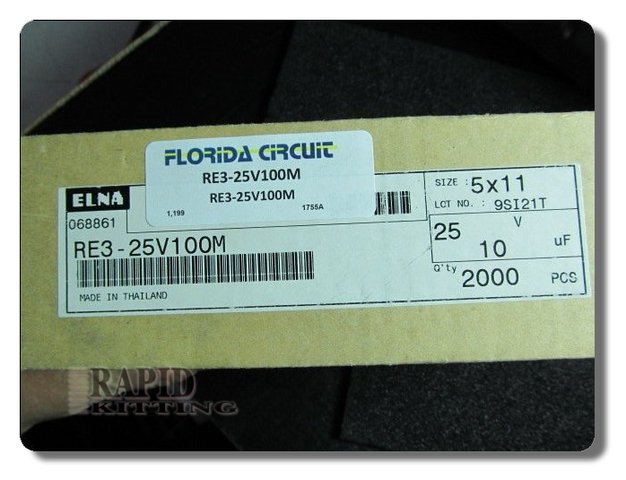 FLORIDA CIRCUIT
RE3-25V100M
RE3-25V100M
1,199 1755A
ELNA
068861
RE3-25V100M
MADE IN THAILAND
SIZE : 5x11
LOT NO. : 9SI21T
25 V
10 uF
Q'ty 2000 PCS
RAPID
KITTING